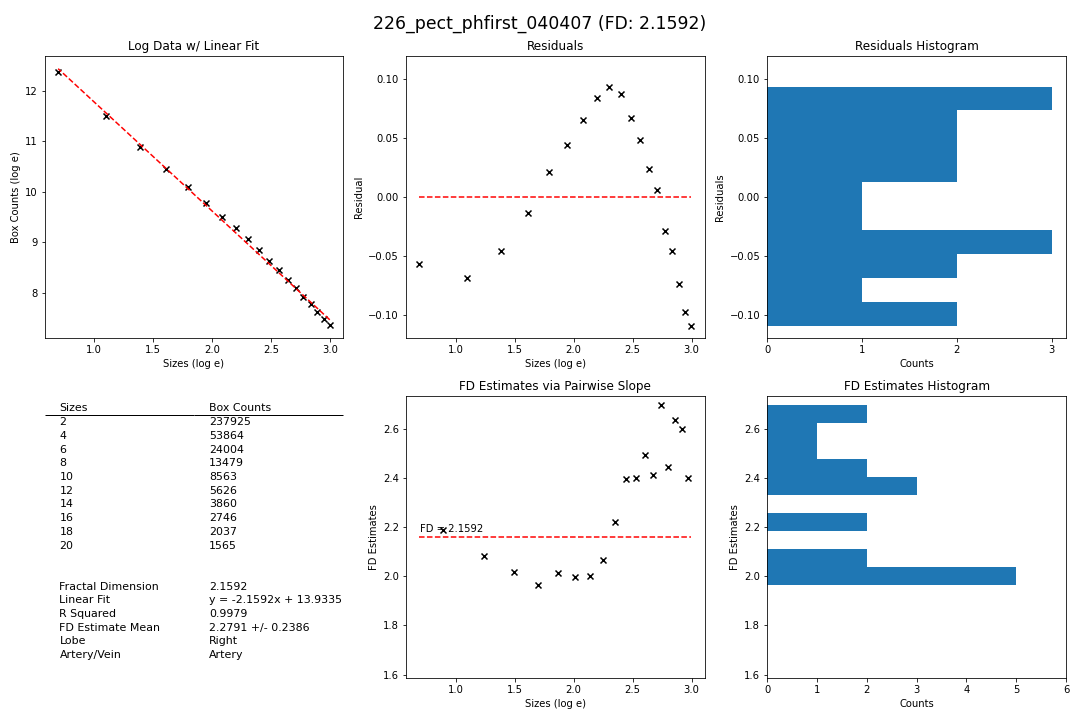 226_pect_phfirst_040407 (FD: 2.1592)
Log Data w/ Linear Fit
Box Counts (log e)
12
11
10
9
8
1.0 1.5 2.0 2.5 3.0
Sizes (log e)
Residuals
Residual
0.10
0.05
0.00
−0.05
−0.10
1.0 1.5 2.0 2.5 3.0
Sizes (log e)
Residuals Histogram
Residuals
0.10
0.05
0.00
−0.05
−0.10
0 1 2 3
Counts
Sizes Box Counts
2 237925
4 53864
6 24004
8 13479
10 8563
12 5626
14 3860
16 2746
18 2037
20 1565
Fractal Dimension 2.1592
Linear Fit y = -2.1592x + 13.9335
R Squared 0.9979
FD Estimate Mean 2.2791 +/- 0.2386
Lobe Right
Artery/Vein Artery
FD Estimates via Pairwise Slope
FD Estimates
2.6
2.4
2.2
2.0
1.8
1.6
FD = 2.1592
1.0 1.5 2.0 2.5 3.0
Sizes (log e)
FD Estimates Histogram
FD Estimates
2.6
2.4
2.2
2.0
1.8
1.6
0 1 2 3 4 5 6
Counts